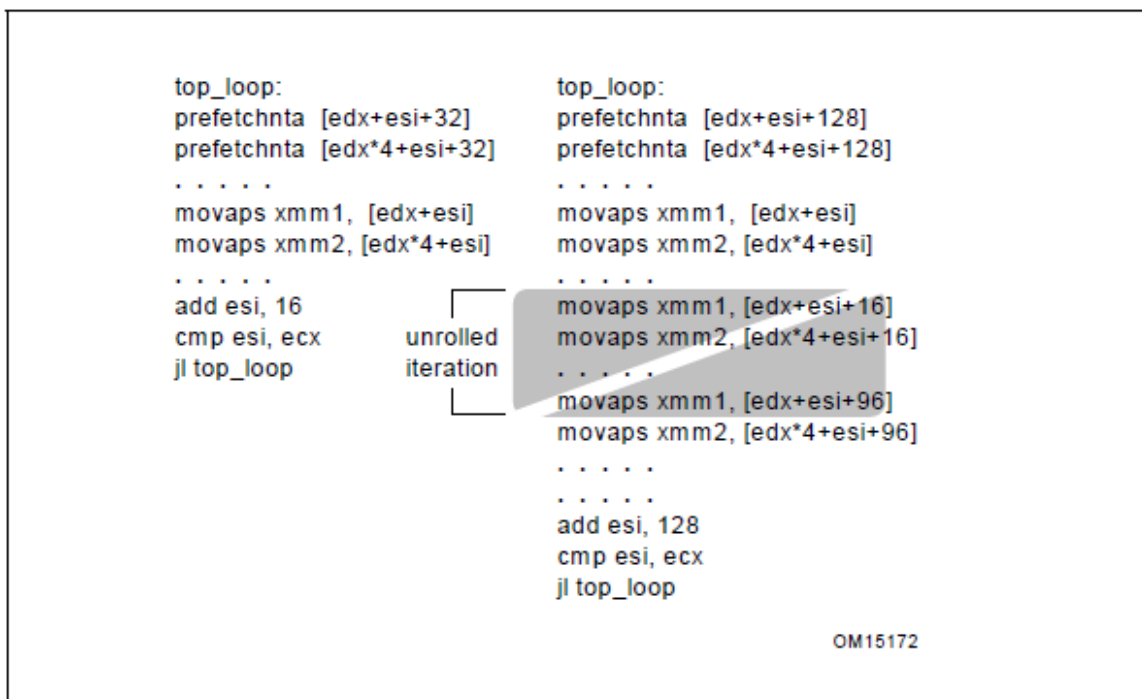 top_loop:
prefetchnta [edx+esi+32]
prefetchnta [edx*4+esi+32]
. . . . .
movaps xmm1, [edx+esi]
movaps xmm2, [edx*4+esi]
. . . . .
add esi, 16
cmp esi, ecx
jl top_loop
unrolled
iteration
top_loop:
prefetchnta [edx+esi+128]
prefetchnta [edx*4+esi+128]
. . . . .
movaps xmm1, [edx+esi]
movaps xmm2, [edx*4+esi]
. . . . .
movaps xmm1, [edx+esi+16]
movaps xmm2, [edx*4+esi+16]
. . . . .
movaps xmm1, [edx+esi+96]
movaps xmm2, [edx*4+esi+96]
. . . . .
. . . . .
add esi, 128
cmp esi, ecx
jl top_loop
OM15172